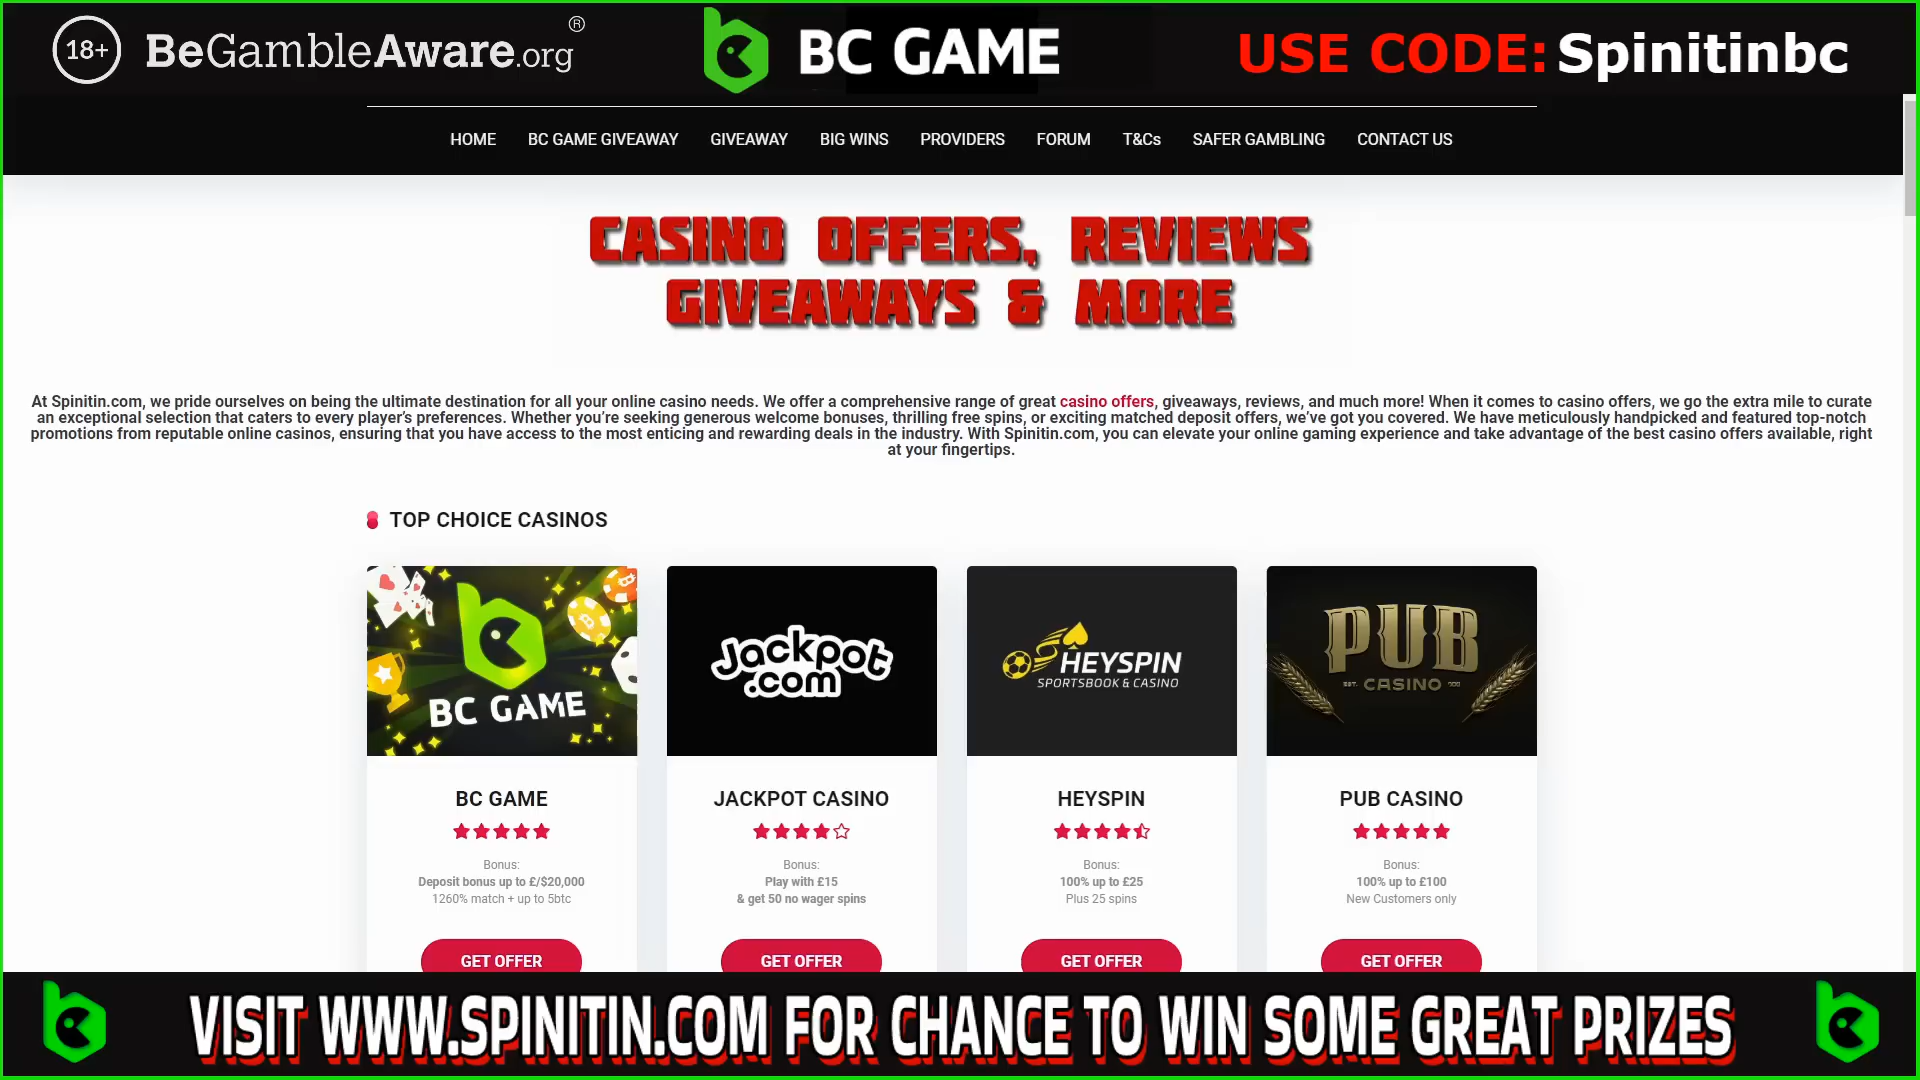 18+ BeGambleAware.org®
BC GAME
USE CODE: Spinitinbc
HOME BC GAME GIVEAWAY GIVEAWAY BIG WINS PROVIDERS FORUM T&Cs SAFER GAMBLING CONTACT US
CASINO OFFERS, REVIEWS
GIVEAWAYS & MORE
At Spinitin.com, we pride ourselves on being the ultimate destination for all your online casino needs. We offer a comprehensive range of great casino offers, giveaways, reviews, and much more! When it comes to casino offers, we go the extra mile to curate
an exceptional selection that caters to every player's preferences. Whether you're seeking generous welcome bonuses, thrilling free spins, or exciting matched deposit offers, we've got you covered. We have meticulously handpicked and featured top-notch
promotions from reputable online casinos, ensuring that you have access to the most enticing and rewarding deals in the industry. With Spinitin.com, you can elevate your online gaming experience and take advantage of the best casino offers available, right
at your fingertips.
TOP CHOICE CASINOS
BC GAME
BC GAME
Bonus:
Deposit bonus up to £/$20,000
1260% match + up to 5btc
GET OFFER
Jackpot
.com
JACKPOT CASINO
Bonus:
Play with £15
& get 50 no wager spins
GET OFFER
HEYSPIN
SPORTSBOOK & CASINO
HEYSPIN
Bonus:
100% up to £25
Plus 25 spins
GET OFFER
PUB
EST. CASINO
PUB CASINO
Bonus:
100% up to £100
New Customers only
GET OFFER
VISIT WWW.SPINITIN.COM FOR CHANCE TO WIN SOME GREAT PRIZES